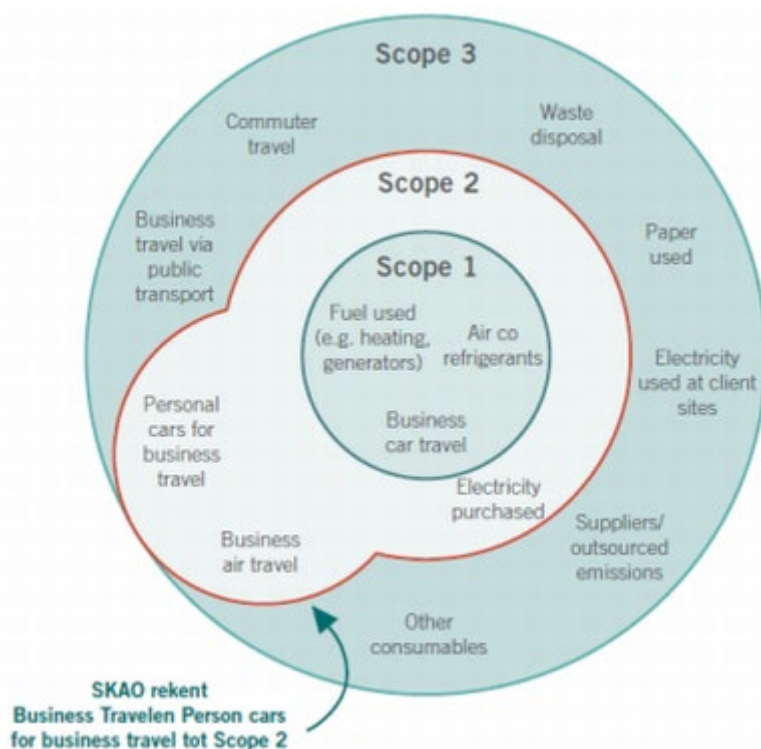 Scope 3
Commuter
travel
Waste
disposal
Scope 2
Business
travel via
public
transport
Paper
used
Scope 1
Fuel used
(e.g. heating,
generators)
Air co
refrigerants
Electricity
used at client
sites
Personal
cars for
business
travel
Business
car travel
Electricity
purchased
Business
air travel
Suppliers/
outsourced
emissions
Other
consumables
SKAO rekent
Business Travelen Person cars
for business travel tot Scope 2